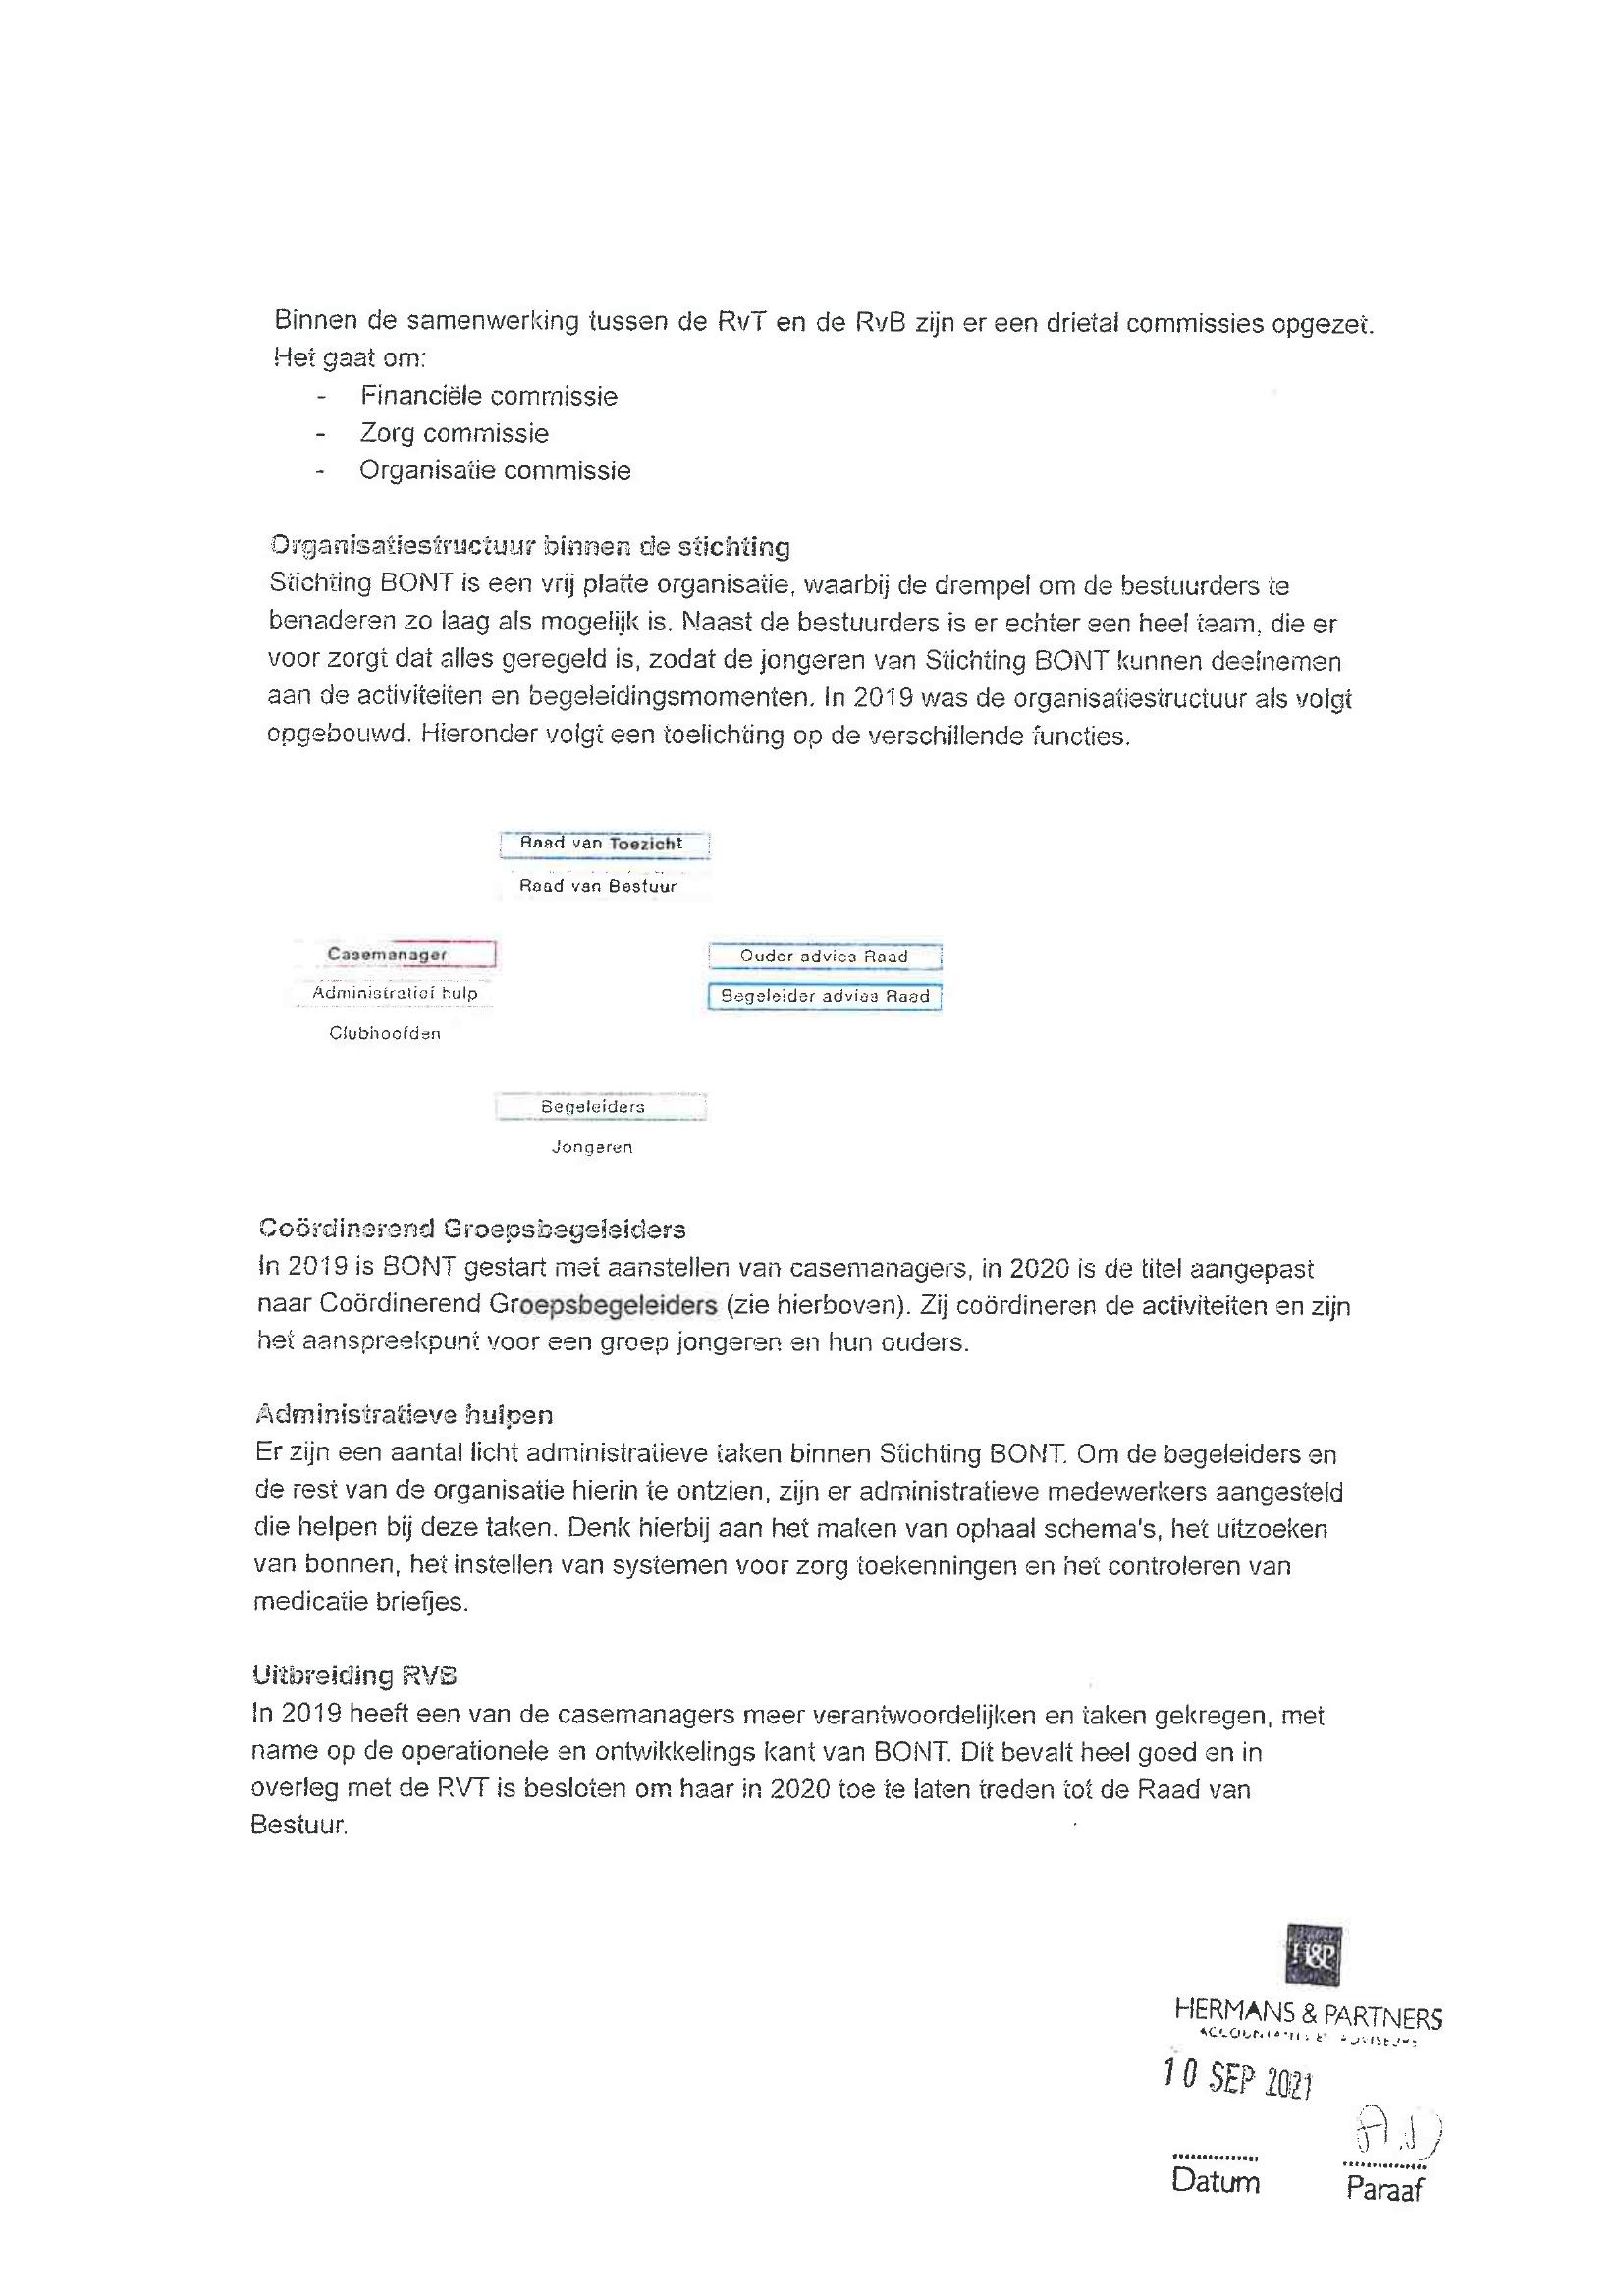 Binnen de samenwerking tussen de RvT en de RvB zijn er een drietal commissies opgezet.
Het gaat om:
- Financiële commissie
- Zorg commissie
- Organisatie commissie
Organisatiestructuur binnen de stichting
Stichting BONT is een vrij platte organisatie, waarbij de drempel om de bestuurders te
benaderen zo laag als mogelijk is. Naast de bestuurders is er echter een heel team, die er
voor zorgt dat alles geregeld is, zodat de jongeren van Stichting BONT kunnen deelnemen
aan de activiteiten en begeleidingsmomenten. In 2019 was de organisatiestructuur als volgt
opgebouwd. Hieronder volgt een toelichting op de verschillende functies.
Raad van Toezicht
Raad van Bestuur
Casemanager
Ouder advies Raad
Administratief hulp
Begeleider advies Raad
Clubhoofden
Begeleiders
Jongeren
Coördinerend Groepsbegeleiders
In 2019 is BONT gestart met aanstellen van casemanagers, in 2020 is de titel aangepast
naar Coördinerend Groepsbegeleiders (zie hierboven). Zij coördineren de activiteiten en zijn
het aanspreekpunt voor een groep jongeren en hun ouders.
Administratieve hulpen
Er zijn een aantal licht administratieve taken binnen Stichting BONT. Om de begeleiders en
de rest van de organisatie hierin te ontzien, zijn er administratieve medewerkers aangesteld
die helpen bij deze taken. Denk hierbij aan het maken van ophaal schema's, het uitzoeken
van bonnen, het instellen van systemen voor zorg toekenningen en het controleren van
medicatie briefjes.
Uitbreiding RVB
In 2019 heeft een van de casemanagers meer verantwoordelijken en taken gekregen, met
name op de operationele en ontwikkelings kant van BONT. Dit bevalt heel goed en in
overleg met de RVT is besloten om haar in 2020 toe te laten treden tot de Raad van
Bestuur.
H&P
HERMANS & PARTNERS
ACCOUNTANTS & ADVISEURS
10 SEP 2021
Datum
Paraaf